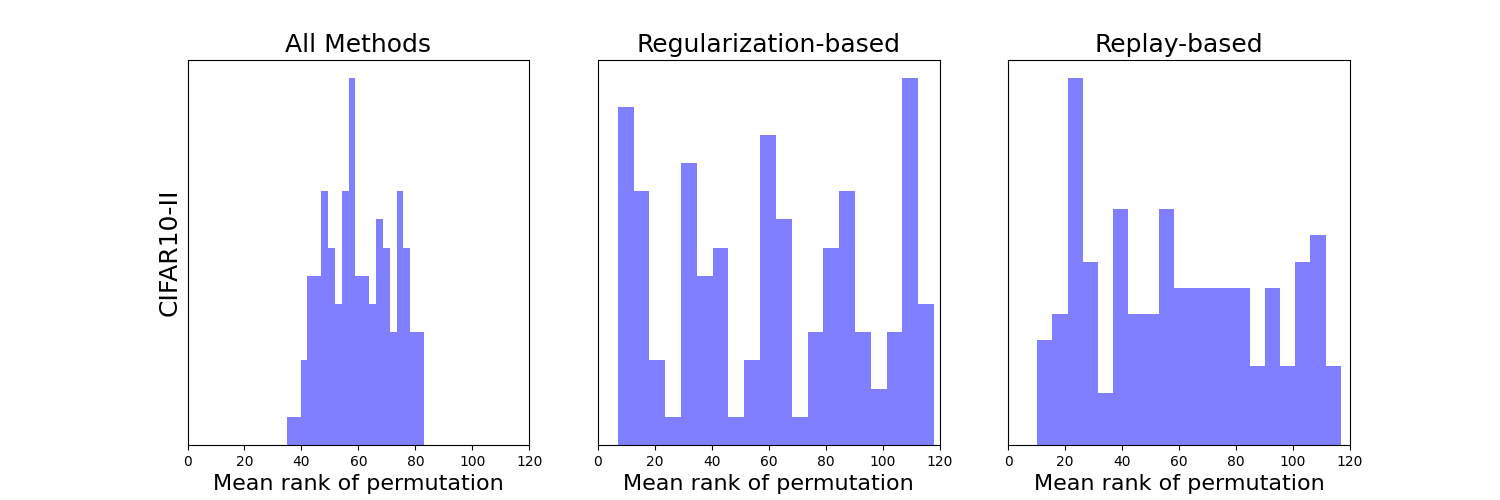 All Methods
Regularization-based
Replay-based
CIFAR10-II
0 20 40 60 80 100 120
0 20 40 60 80 100 120
0 20 40 60 80 100 120
Mean rank of permutation
Mean rank of permutation
Mean rank of permutation